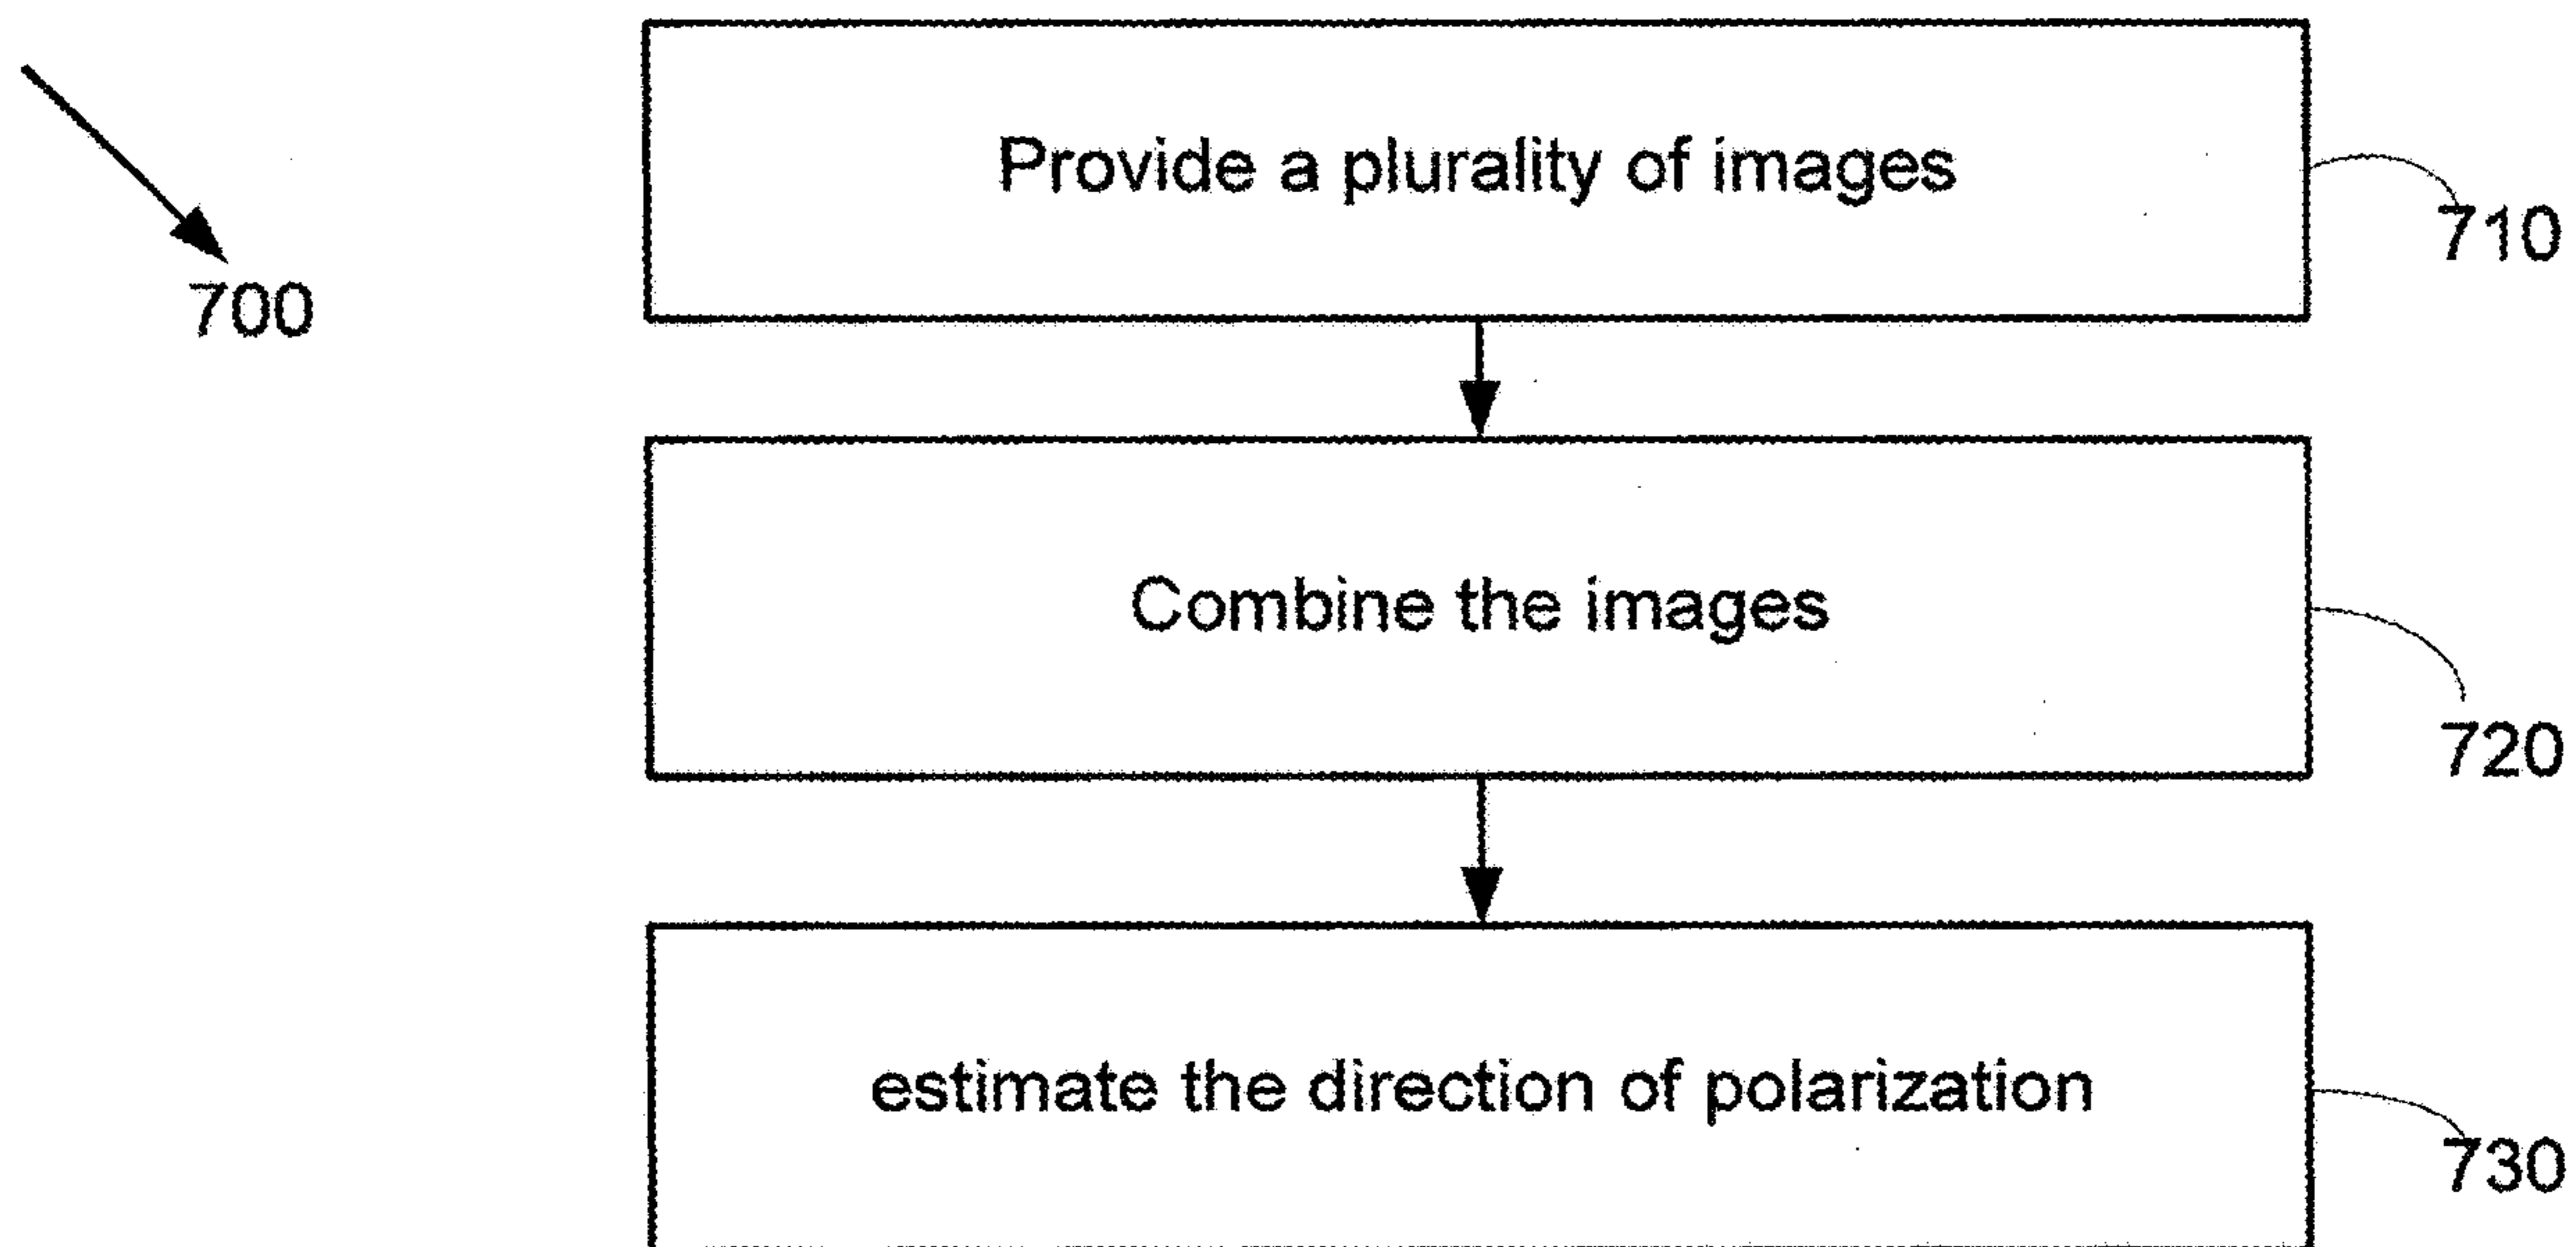 Provide a plurality of images
710
700
Combine the images
720
estimate the direction of polarization
730